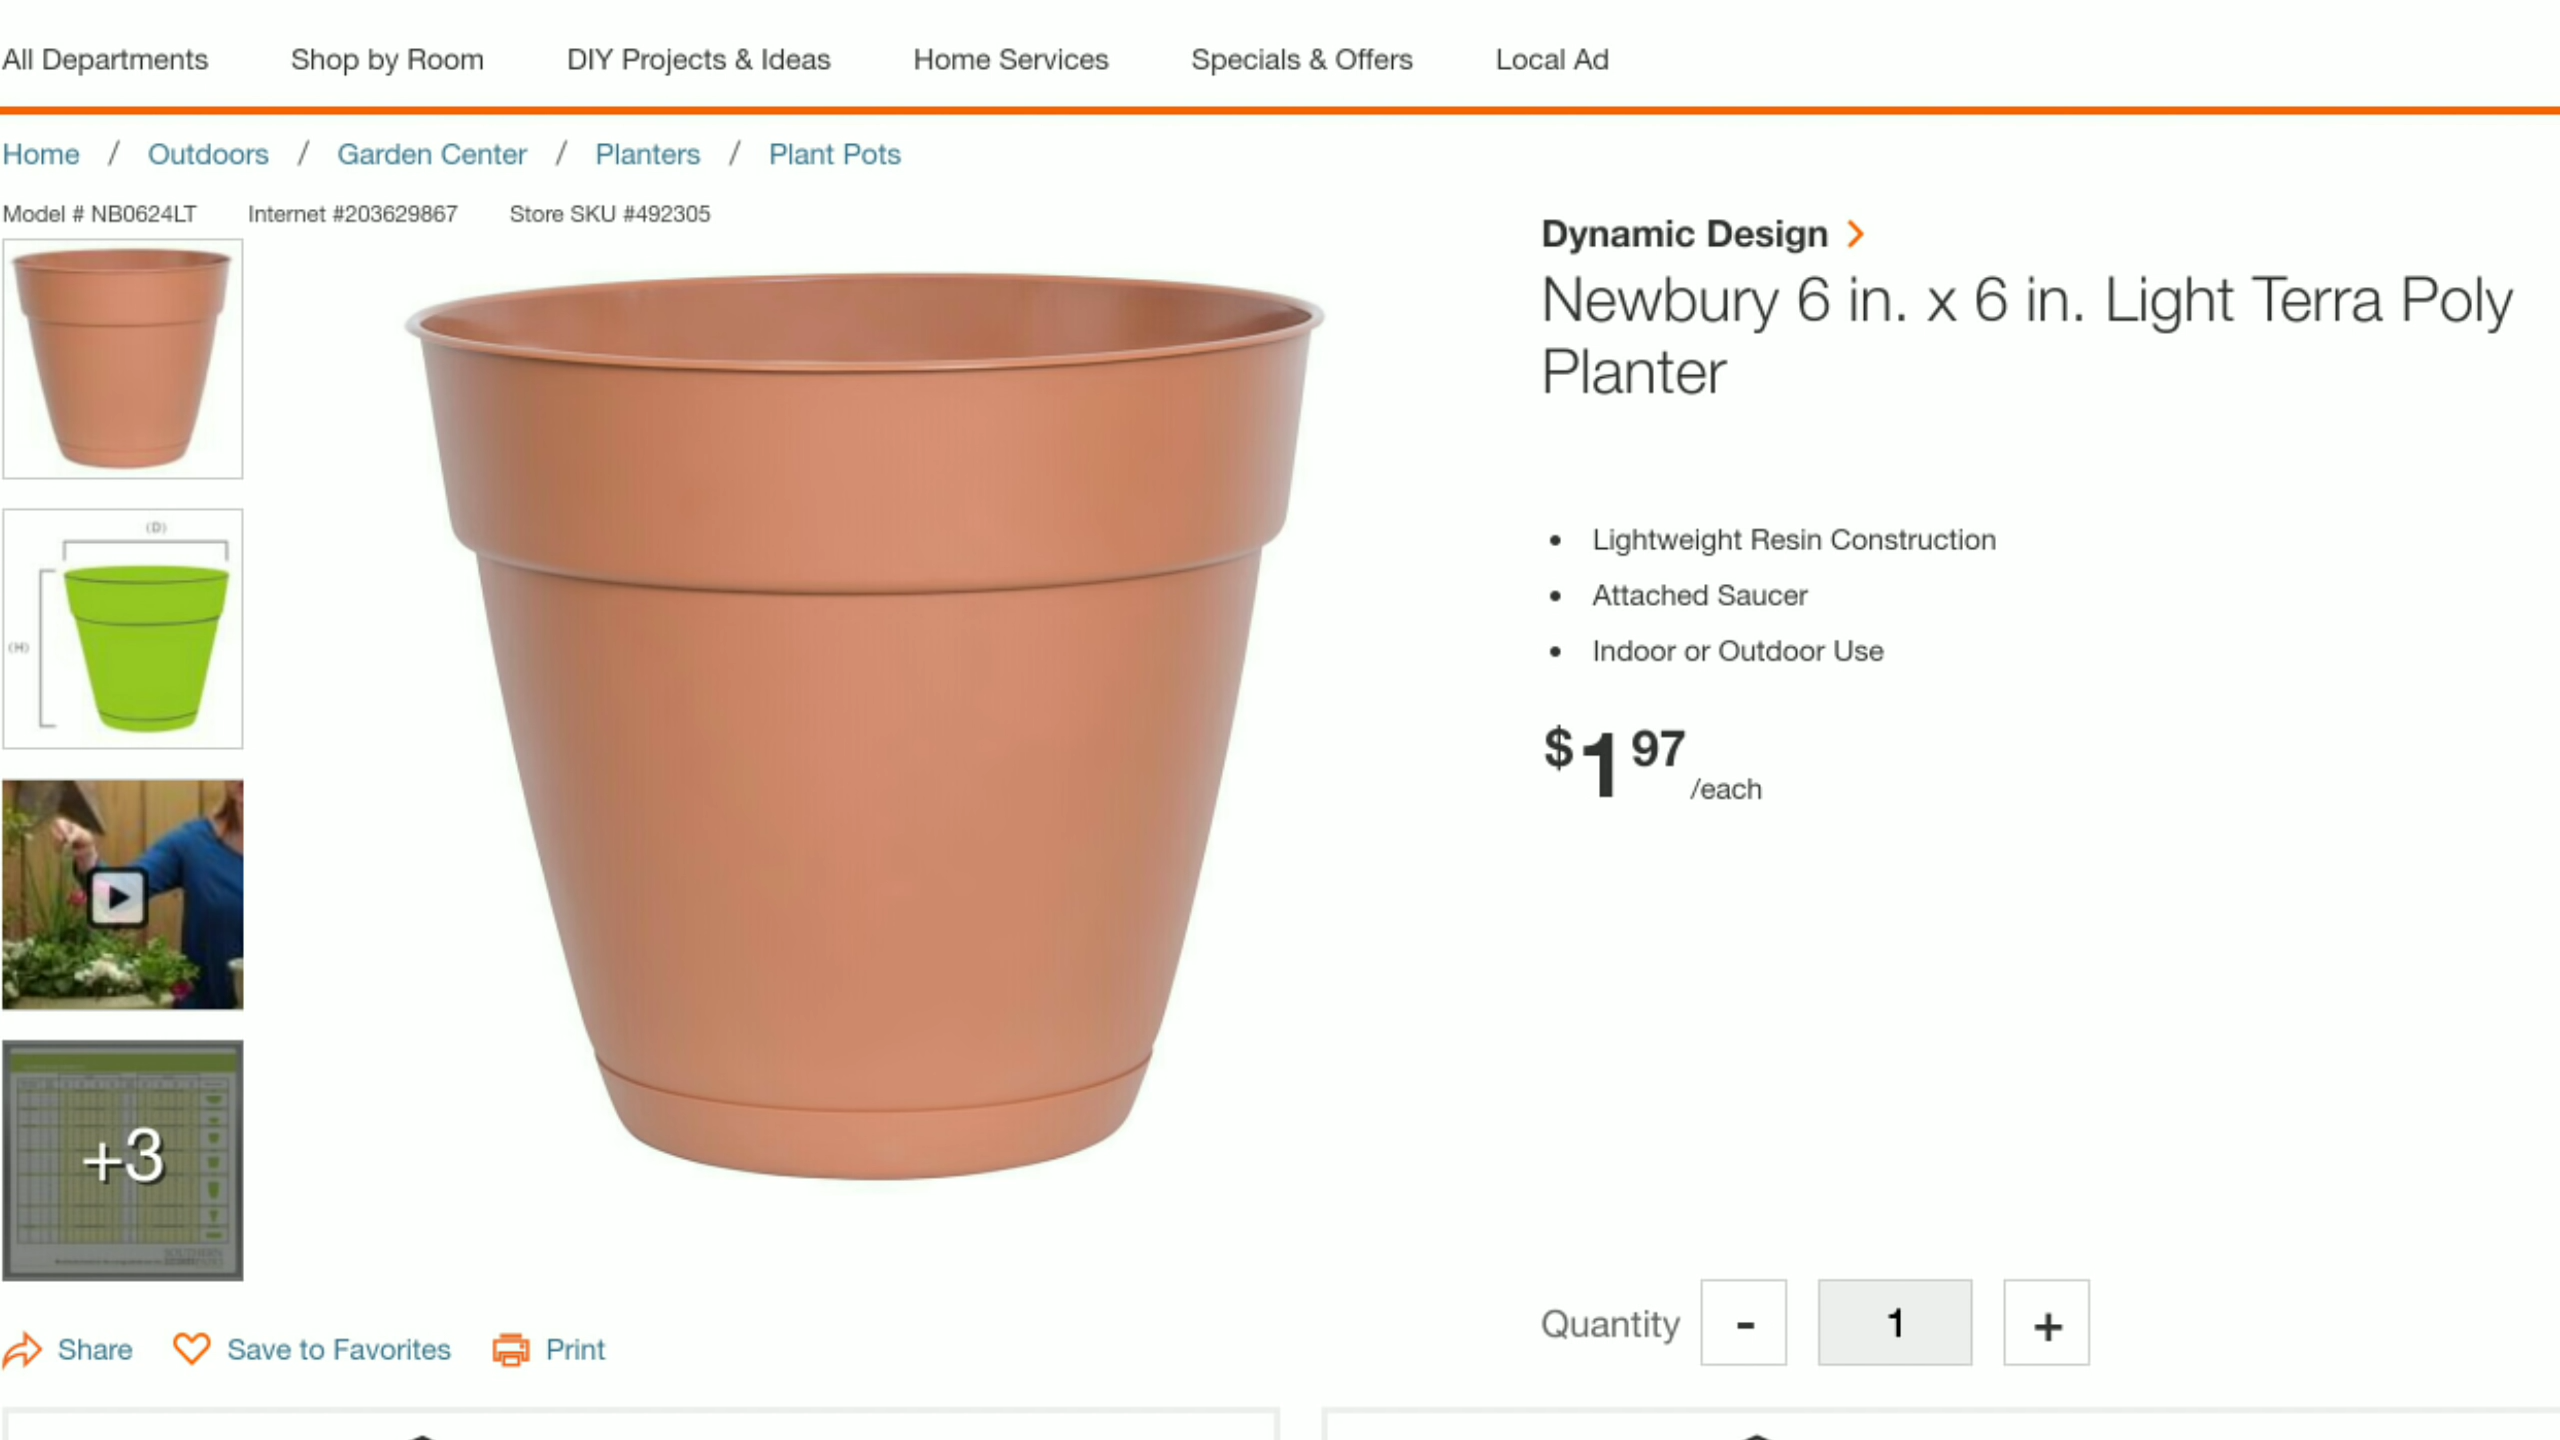 All Departments Shop by Room DIY Projects & Ideas Home Services Specials & Offers Local Ad
Home / Outdoors / Garden Center / Planters / Plant Pots
Model # NB0624LT Internet #203629867 Store SKU #492305
Dynamic Design >
Newbury 6 in. x 6 in. Light Terra Poly
Planter
(D)
(H)
• Lightweight Resin Construction
• Attached Saucer
• Indoor or Outdoor Use
$1 97 /each
+3
Quantity - 1 +
Share Save to Favorites Print